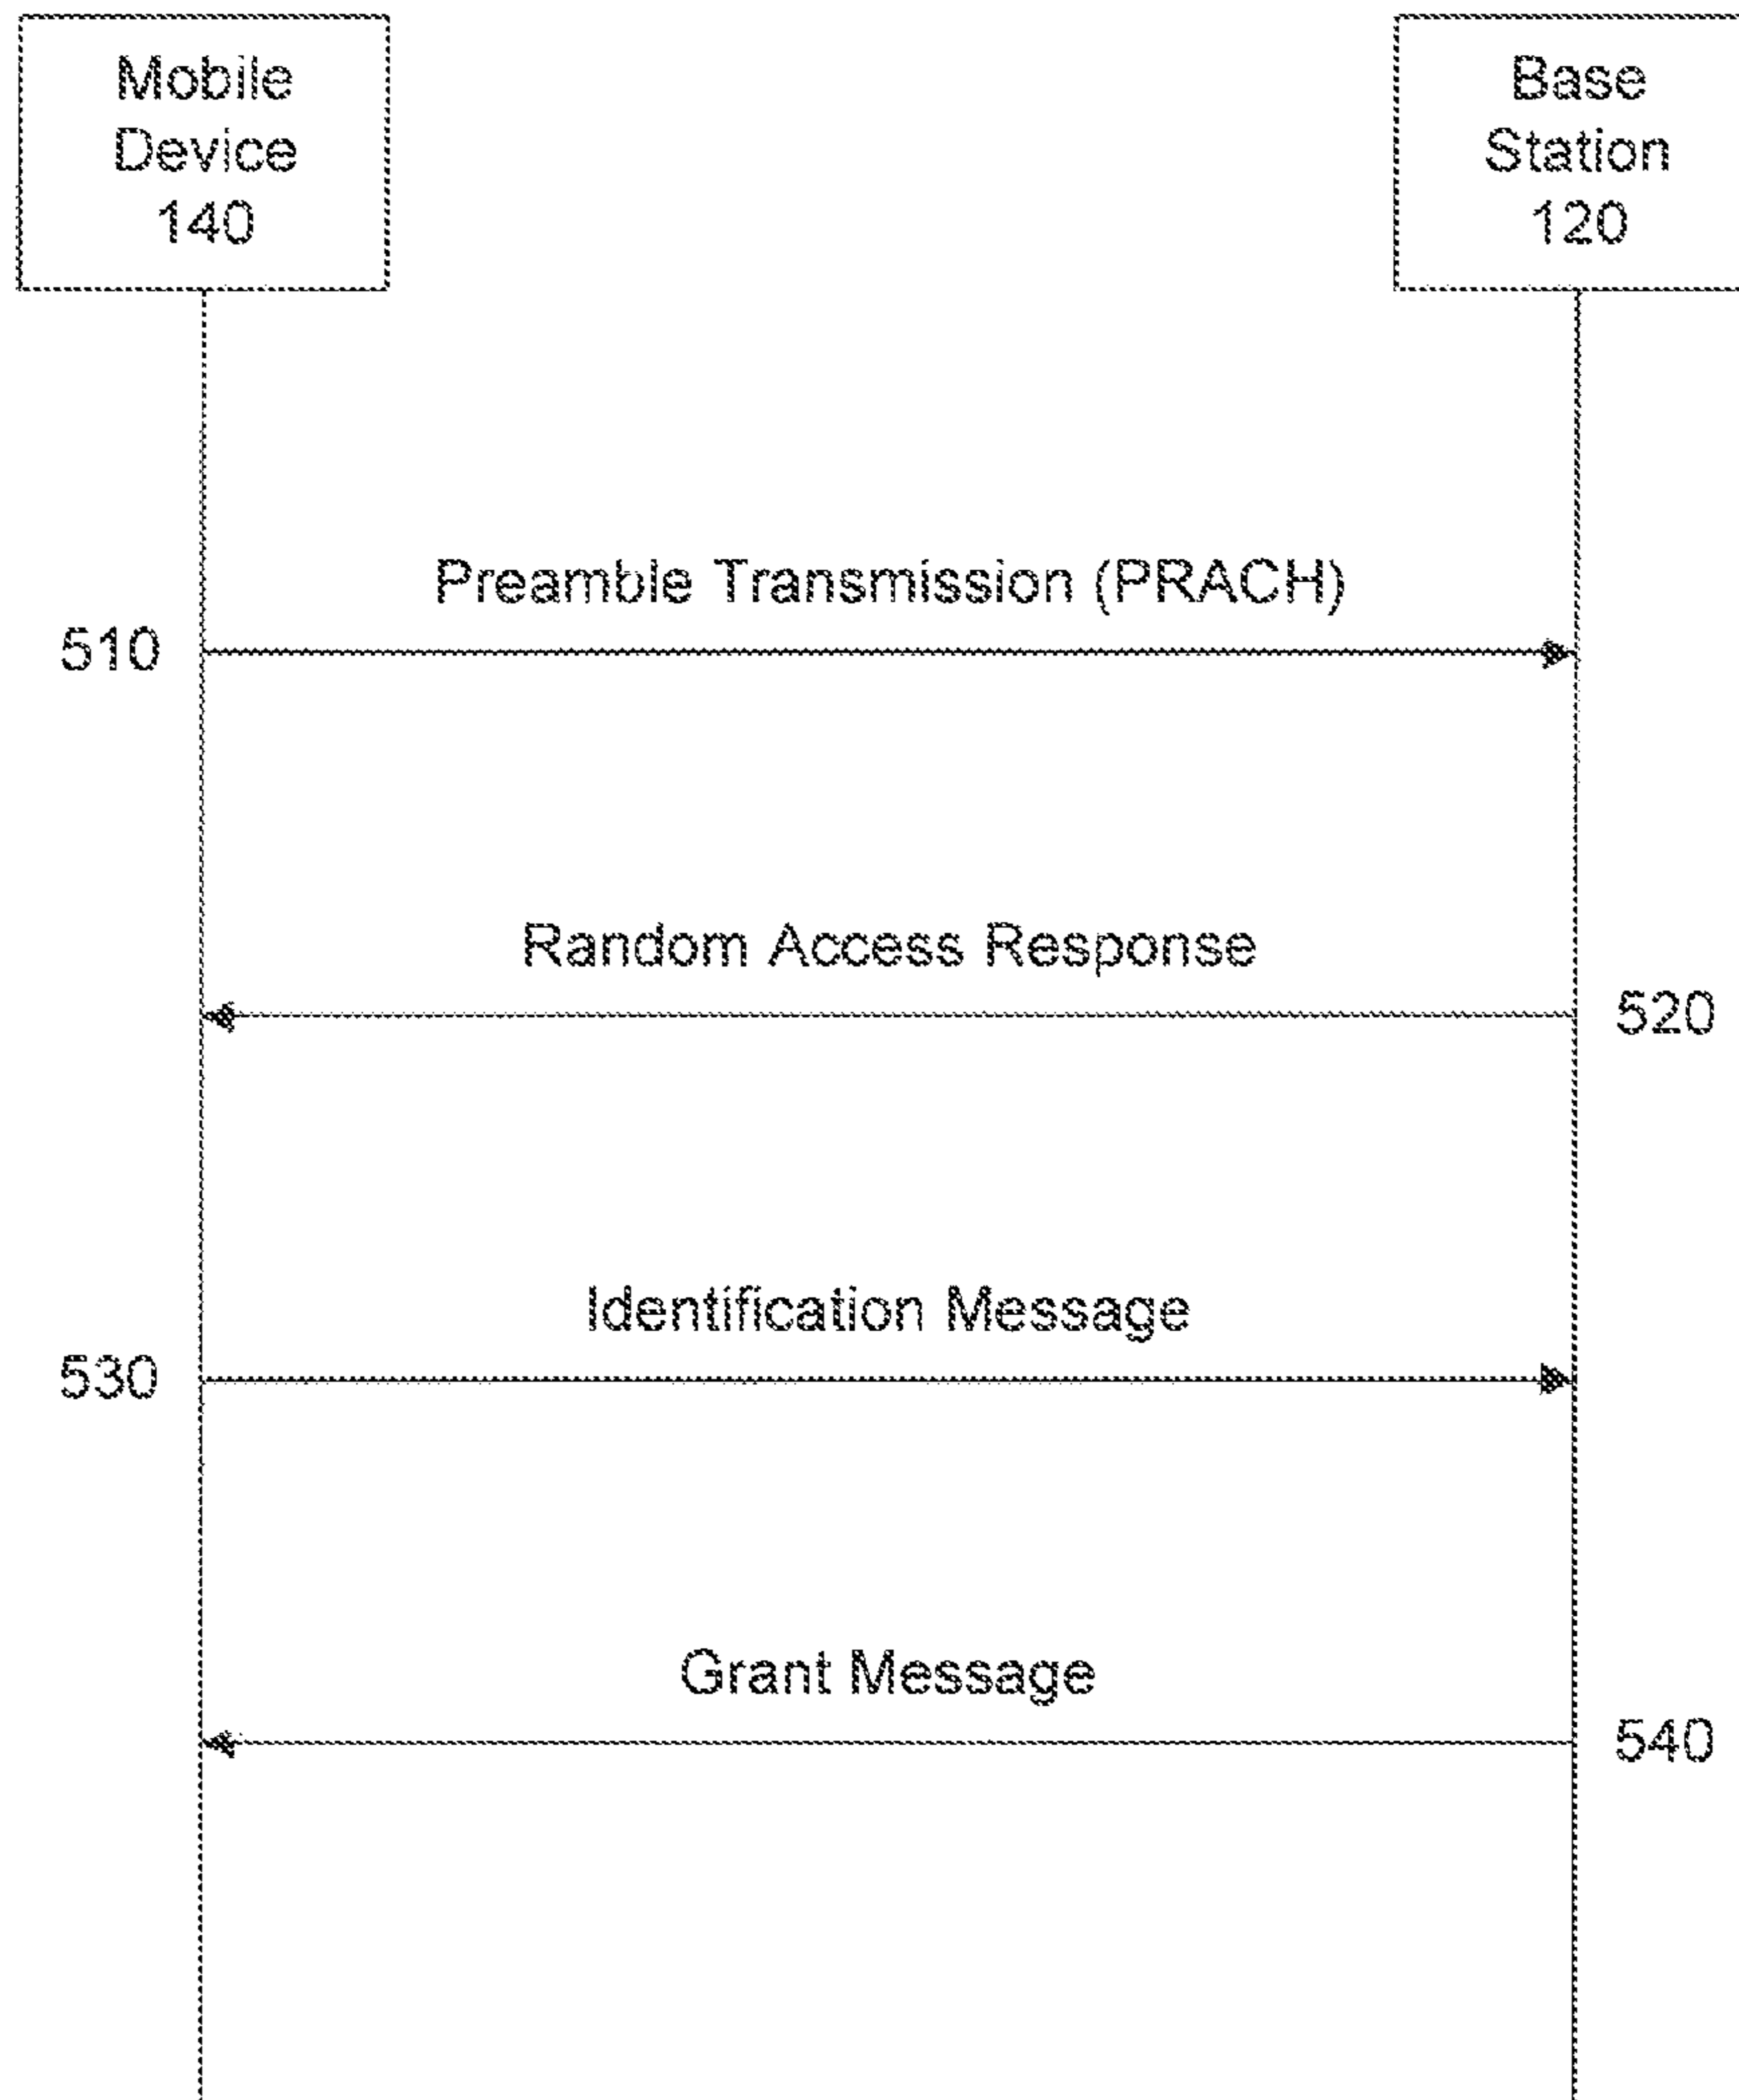 Mobile
Device
140
Base
Station
120
Preamble Transmission (PRACH)
510
Random Access Response
520
Identification Message
530
Grant Message
540